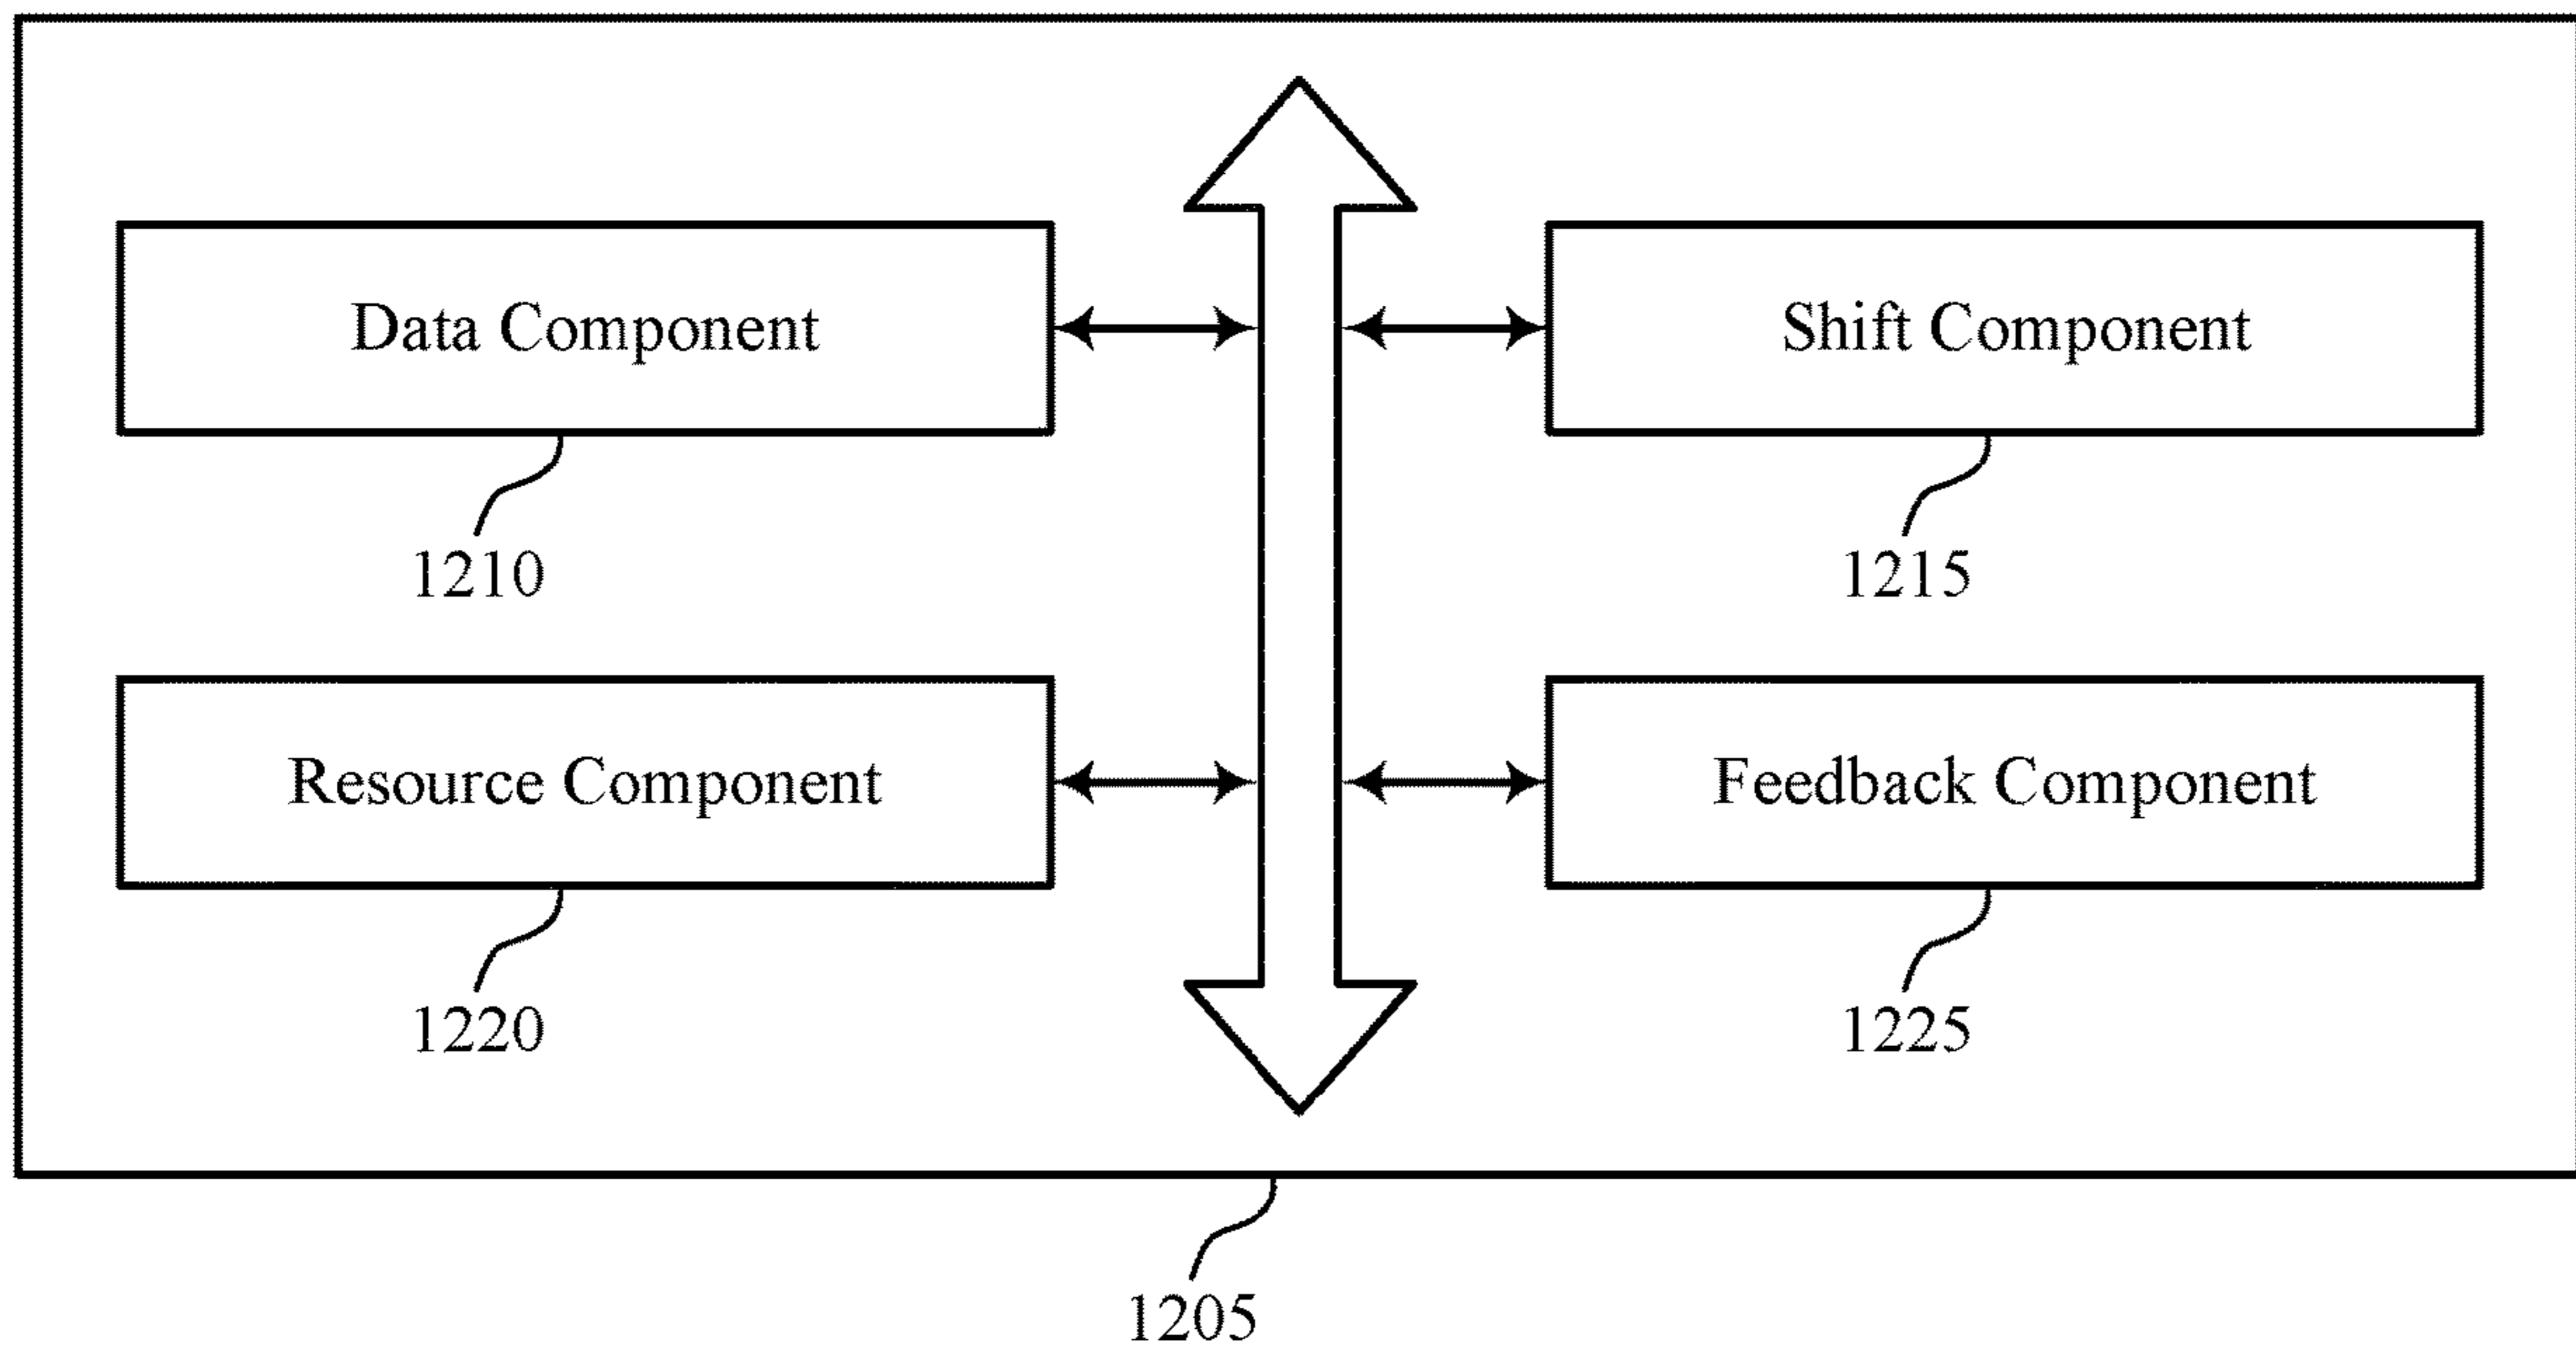 Data Component
Shift Component
1210
1215
Resource Component
Feedback Component
1220
1225
1205